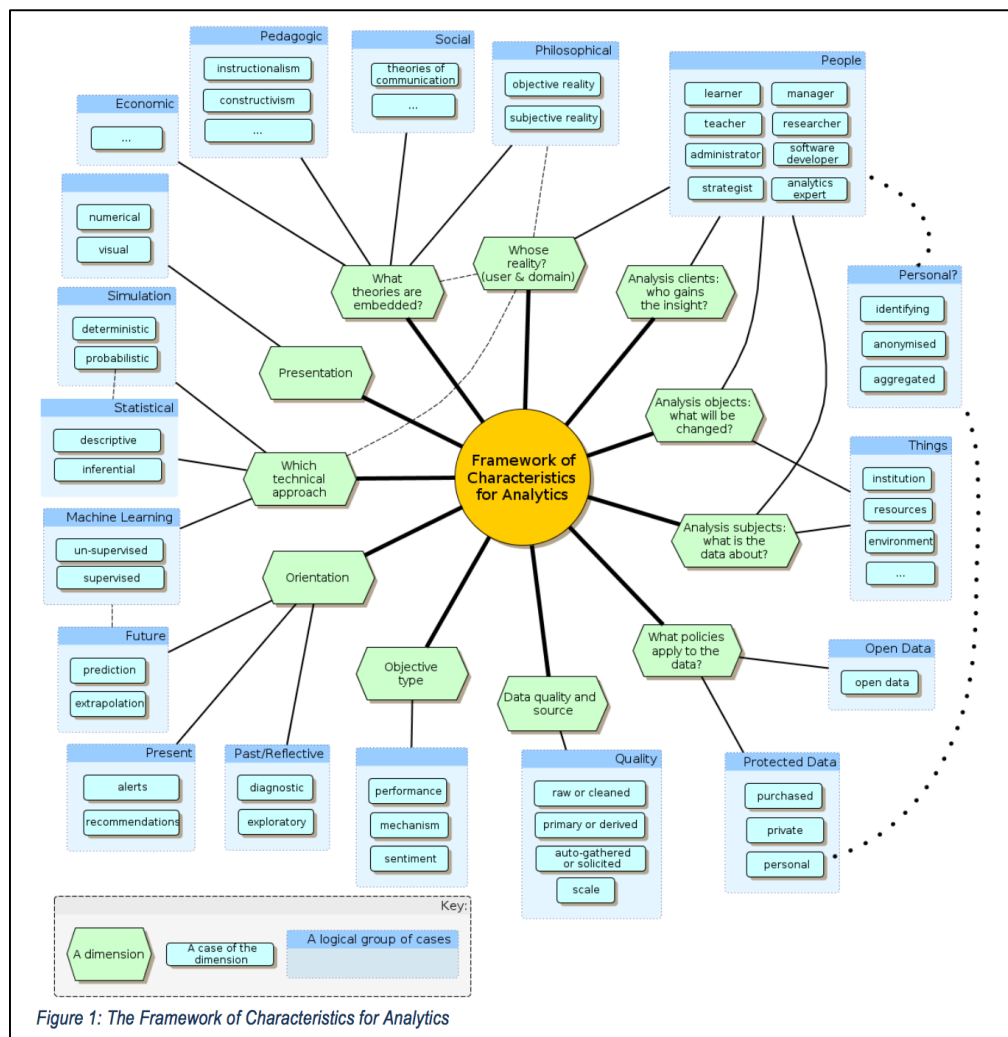 Pedagogic
instructionalism
constructivism
...
Social
theories of
communication
...
Philosophical
objective reality
subjective reality
People
learner
manager
teacher
researcher
administrator
software
developer
strategist
analytics
expert
Economic
...
numerical
visual
Simulation
deterministic
probabilistic
Statistical
descriptive
inferential
Machine Learning
un-supervised
supervised
Future
prediction
extrapolation
Present
alerts
recommendations
Past/Reflective
diagnostic
exploratory
performance
mechanism
sentiment
Quality
raw or cleaned
primary or derived
auto-gathered
or solicited
scale
Protected Data
purchased
private
personal
Open Data
open data
Things
institution
resources
environment
...
Personal?
identifying
anonymised
aggregated
What
theories are
embedded?
Whose
reality?
(user & domain)
Analysis clients:
who gains
the insight?
Presentation
Analysis objects:
what will be
changed?
Framework of
Characteristics
for Analytics
Which
technical
approach
Analysis subjects:
what is the
data about?
Orientation
What policies
apply to the
data?
Objective
type
Data quality and
source
Key:
A dimension
A case of the
dimension
A logical group of cases
Figure 1: The Framework of Characteristics for Analytics